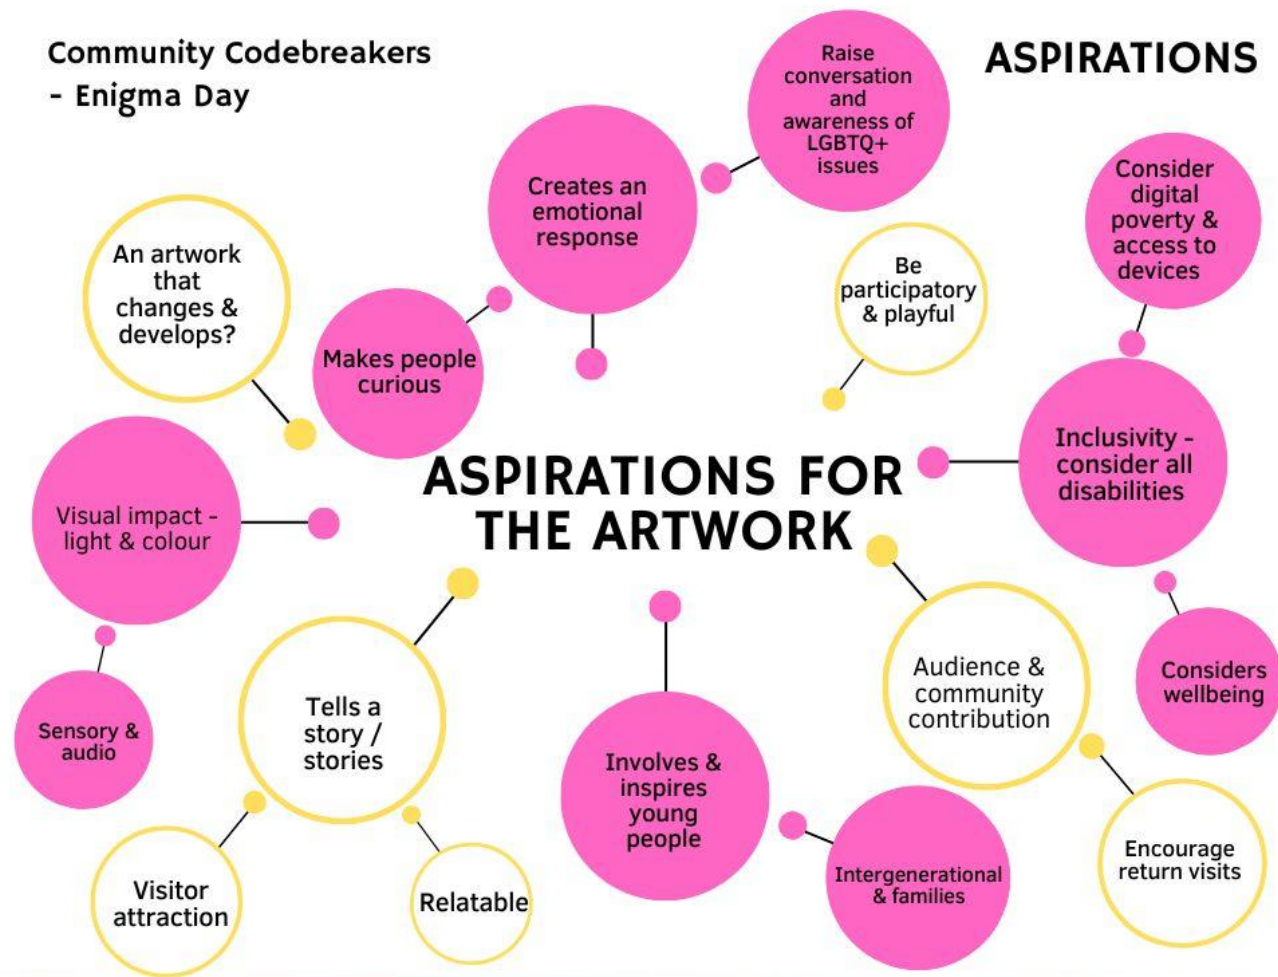 Community Codebreakers
- Enigma Day
ASPIRATIONS
Raise
conversation
and
awareness of
LGBTQ+
issues
Creates an
emotional
response
Consider
digital
poverty &
access to
devices
An artwork
that
changes &
develops?
Be
participatory
& playful
Makes people
curious
ASPIRATIONS FOR
THE ARTWORK
Inclusivity -
consider all
disabilities
Visual impact -
light & colour
Sensory &
audio
Tells a
story /
stories
Audience &
community
contribution
Considers
wellbeing
Involves &
inspires
young
people
Visitor
attraction
Relatable
Intergenerational
& families
Encourage
return visits